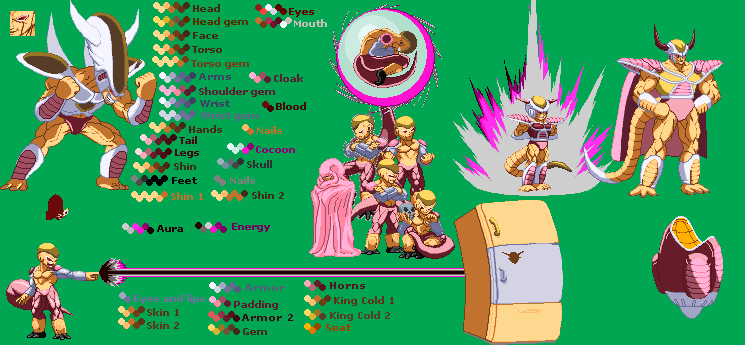 Head
Eyes
Head gem
Mouth
Face
Torso
Torso gem
Arms
Cloak
Shoulder gem
Wrist
Blood
Wrist gem
Hands
Nails
Tail
Cocoon
Legs
Skull
Shin
Feet
Nails
Shin 1
Shin 2
Aura
Energy
Eyes and lips
Armor
Horns
Skin 1
Padding
King Cold 1
Skin 2
Armor 2
King Cold 2
Gem
Seat